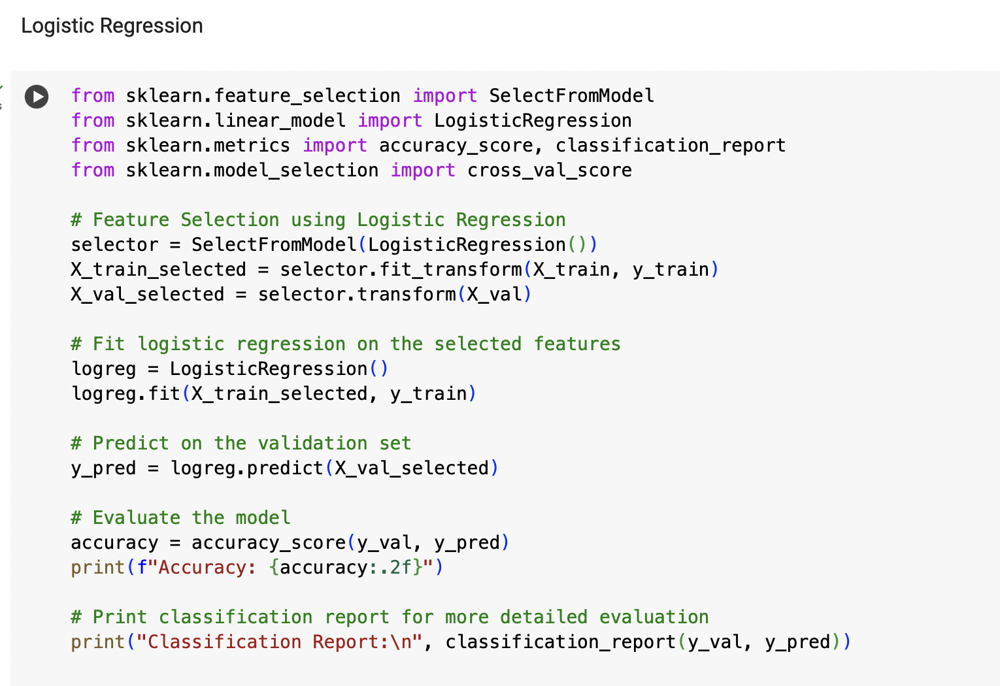 Logistic Regression
from sklearn.feature_selection import SelectFromModel
from sklearn.linear_model import LogisticRegression
from sklearn.metrics import accuracy_score, classification_report
from sklearn.model_selection import cross_val_score
# Feature Selection using Logistic Regression
selector = SelectFromModel(LogisticRegression())
X_train_selected = selector.fit_transform(X_train, y_train)
X_val_selected = selector.transform(X_val)
# Fit logistic regression on the selected features
logreg = LogisticRegression()
logreg.fit(X_train_selected, y_train)
# Predict on the validation set
y_pred = logreg.predict(X_val_selected)
# Evaluate the model
accuracy = accuracy_score(y_val, y_pred)
print(f"Accuracy: {accuracy:.2f}")
# Print classification report for more detailed evaluation
print("Classification Report:\n", classification_report(y_val, y_pred))